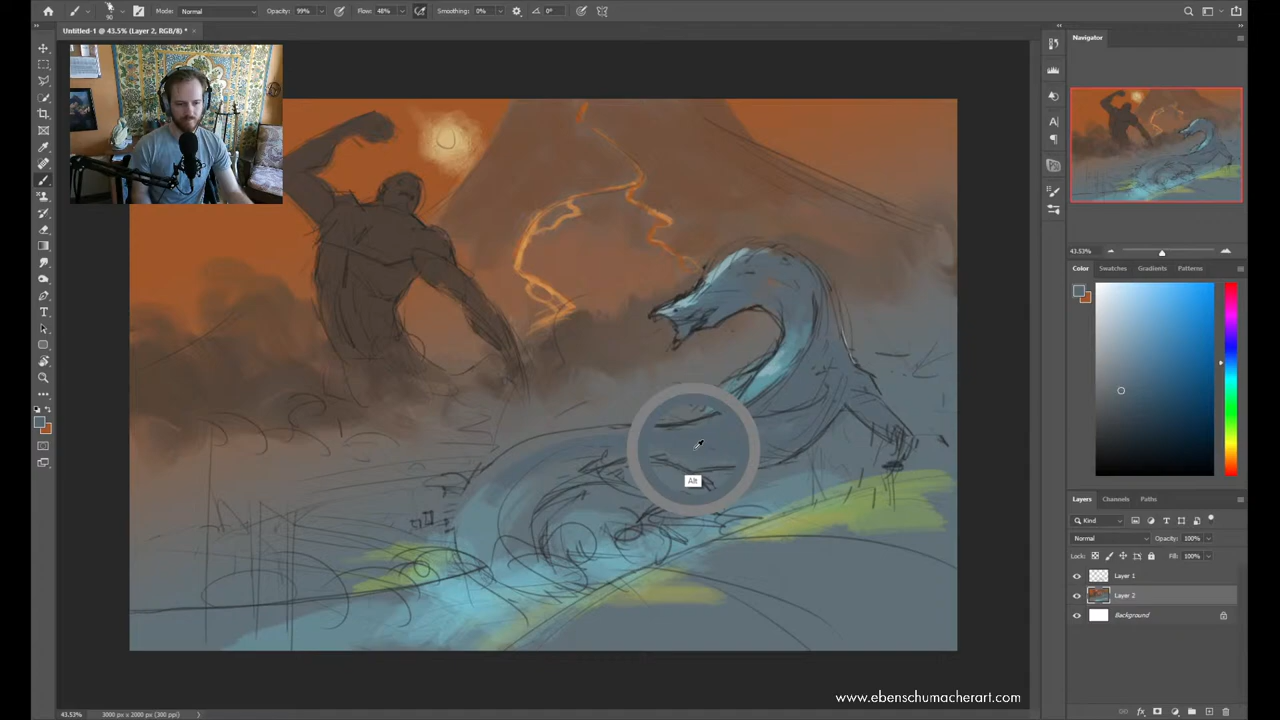 90
Mode: Normal
Opacity: 99%
Flow: 48%
Smoothing: 0%
0°
Untitled-1 @ 43.5% (Layer 2, RGB/8) * ×
Navigator
43.53%
Color Swatches Gradients Patterns
Alt
Layers Channels Paths
Kind
Normal Opacity: 100%
Lock: Fill: 100%
Layer 1
Layer 2
Background
www.ebenschumacherart.com
43.53% 3000 px x 2000 px (300 ppi)